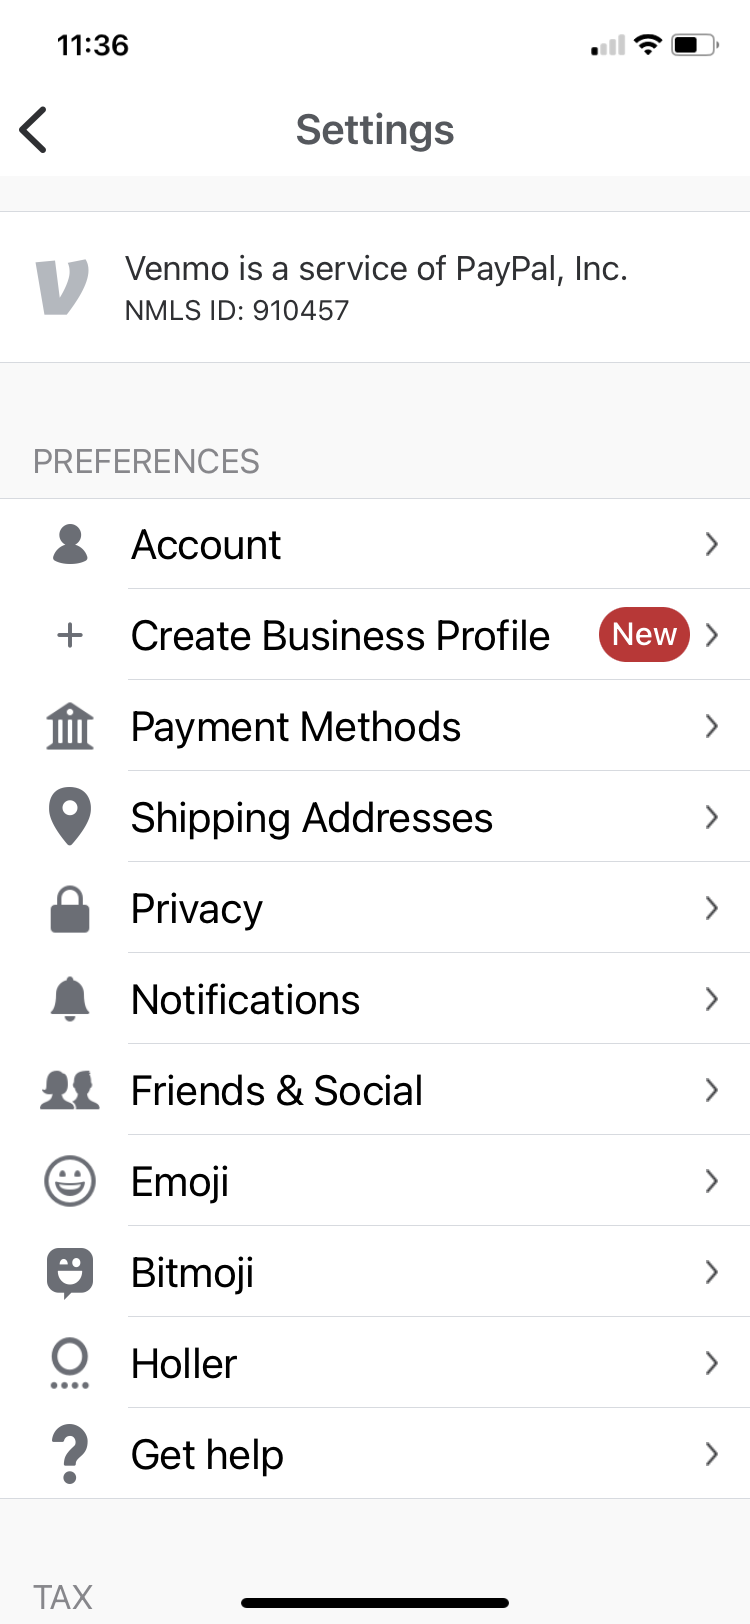 11:36
Settings
Venmo is a service of PayPal, Inc.
NMLS ID: 910457
PREFERENCES
Account
Create Business Profile New
Payment Methods
Shipping Addresses
Privacy
Notifications
Friends & Social
Emoji
Bitmoji
Holler
Get help
TAX